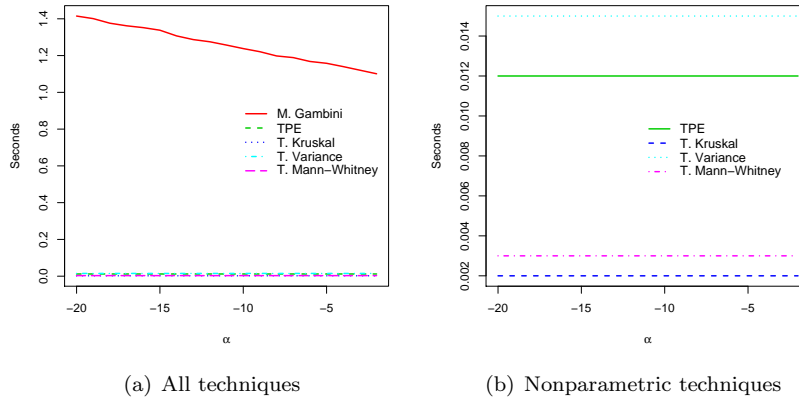 1.4
1.2
1.0
0.8
0.6
0.4
0.2
0.0
Seconds
−20
−15
−10
−5
α
M. Gambini
TPE
T. Kruskal
T. Variance
T. Mann−Whitney
(a) All techniques
0.014
0.012
0.010
0.008
0.006
0.004
0.002
Seconds
−20
−15
−10
−5
α
TPE
T. Kruskal
T. Variance
T. Mann−Whitney
(b) Nonparametric techniques